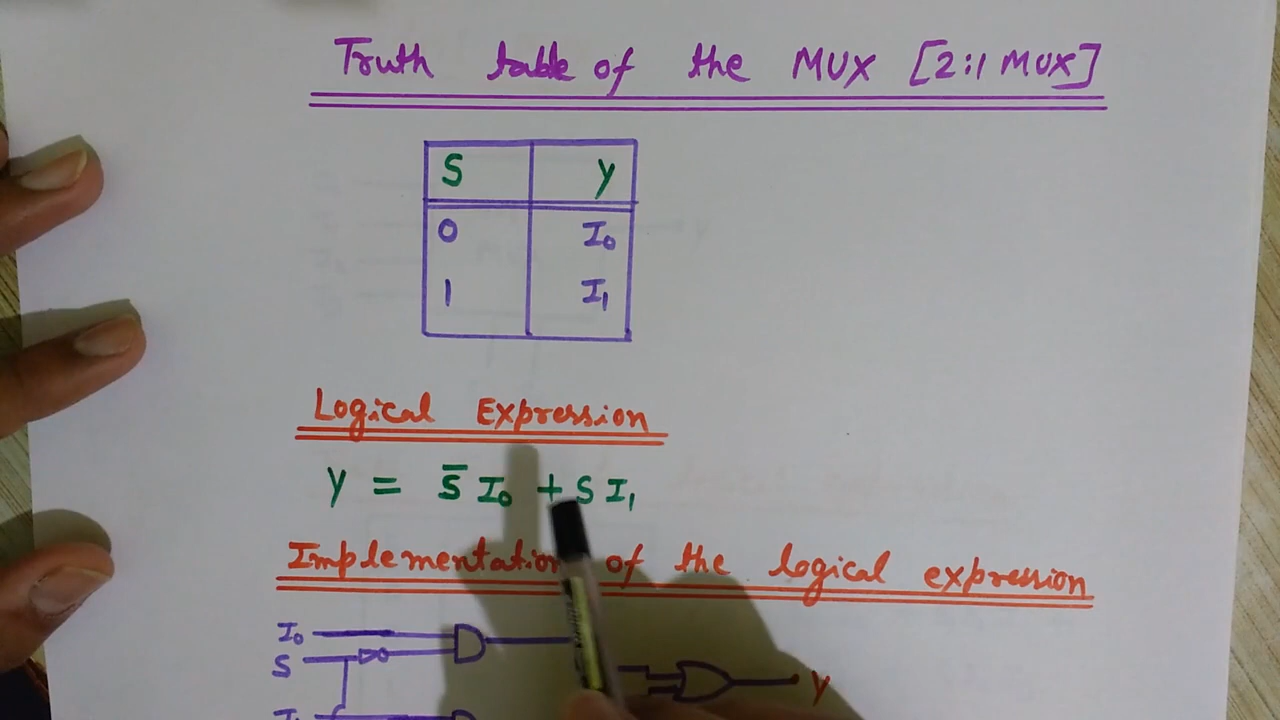 Truth table of the MUX [2:1 MUX]
S Y
0 I₀
1 I₁
Logical Expression
Y = S̅ I₀ + S I₁
Implementation of the logical expression
I₀
S
Y